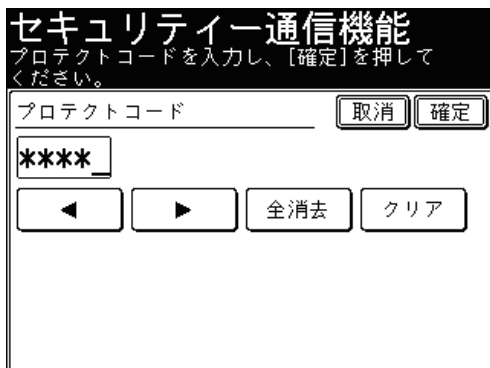 セキュリティー通信機能
プロテクトコードを入力し、[確定]を押して
ください。
プロテクトコード 取消 確定
****_
◀ ▶ 全消去 クリア